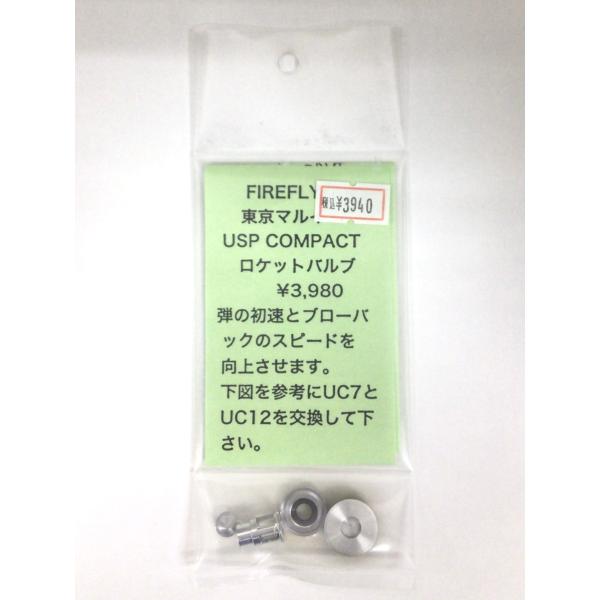 FIREFLY
税込¥3940
東京マルイ
USP COMPACT
ロケットバルブ
¥3,980
弾の初速とブローバ
ックのスピードを
向上させます。
下図を参考にUC7と
UC12を交換して下
さい。